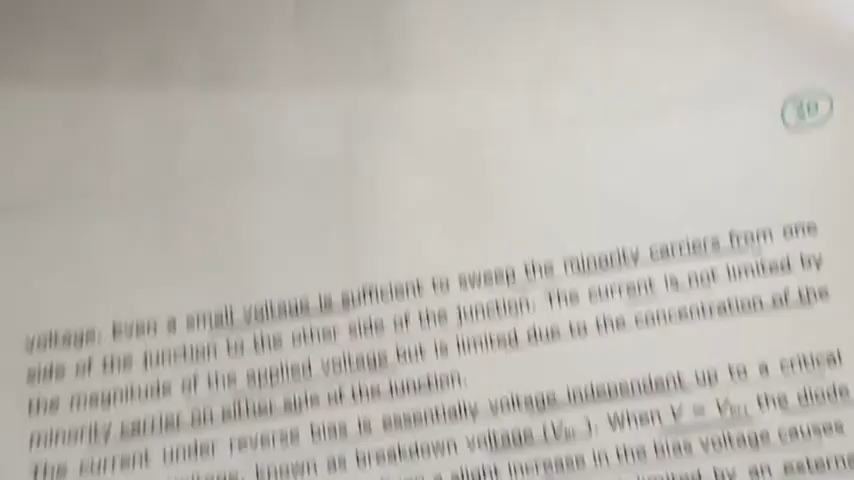 voltage. Even a small voltage is sufficient to sweep the minority carriers from one
side of the junction to the other side of the junction. The current is not limited by
the magnitude of the applied voltage but is limited due to the concentration of the
minority carrier on either side of the junction.
The current under reverse bias is essentially voltage independent up to a critical
voltage, known as breakdown voltage (Vbr). When V = Vbr, the diode
a slight increase in the bias voltage causes
limited by an external